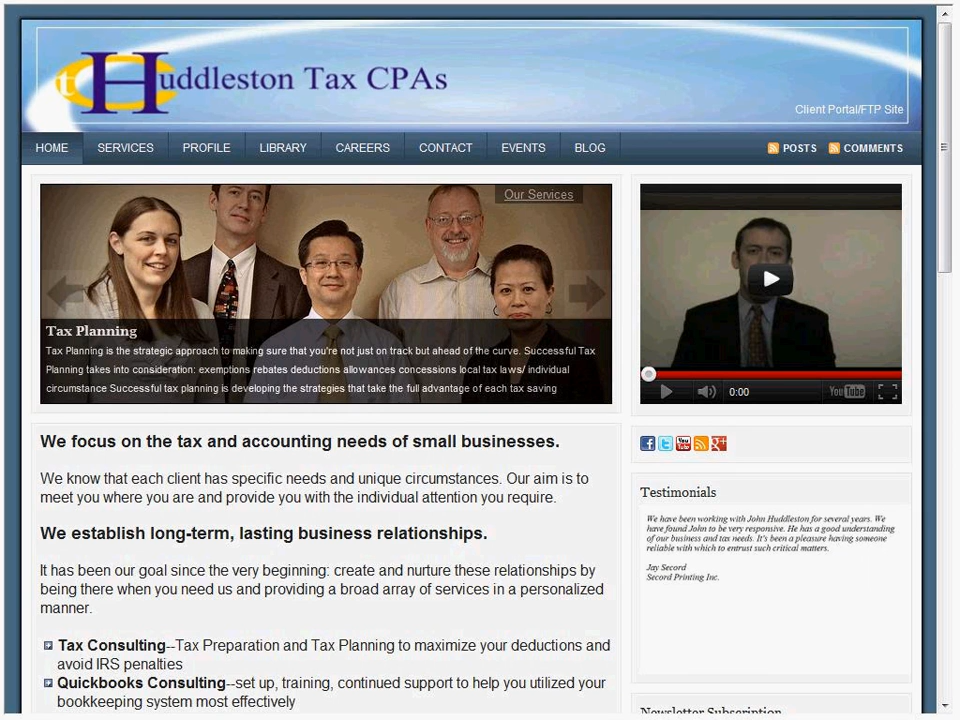 Huddleston Tax CPAs
Client Portal/FTP Site
HOME SERVICES PROFILE LIBRARY CAREERS CONTACT EVENTS BLOG POSTS COMMENTS
Our Services
Tax Planning
Tax Planning is the strategic approach to making sure that you're not just on track but ahead of the curve. Successful Tax
Planning takes into consideration: exemptions rebates deductions allowances concessions local tax laws/ individual
circumstance Successful tax planning is developing the strategies that take the full advantage of each tax saving
0:00
YouTube
We focus on the tax and accounting needs of small businesses.
We know that each client has specific needs and unique circumstances. Our aim is to
meet you where you are and provide you with the individual attention you require.
We establish long-term, lasting business relationships.
It has been our goal since the very beginning: create and nurture these relationships by
being there when you need us and providing a broad array of services in a personalized
manner.
Tax Consulting--Tax Preparation and Tax Planning to maximize your deductions and
avoid IRS penalties
Quickbooks Consulting--set up, training, continued support to help you utilized your
bookkeeping system most effectively
Testimonials
We have been working with John Huddleston for several years. We
have found John to be very responsive. He has a good understanding
of our business and tax needs. It's been a pleasure having someone
reliable with which to entrust such critical matters.
Jay Secord
Secord Printing Inc.
Newsletter Subscription